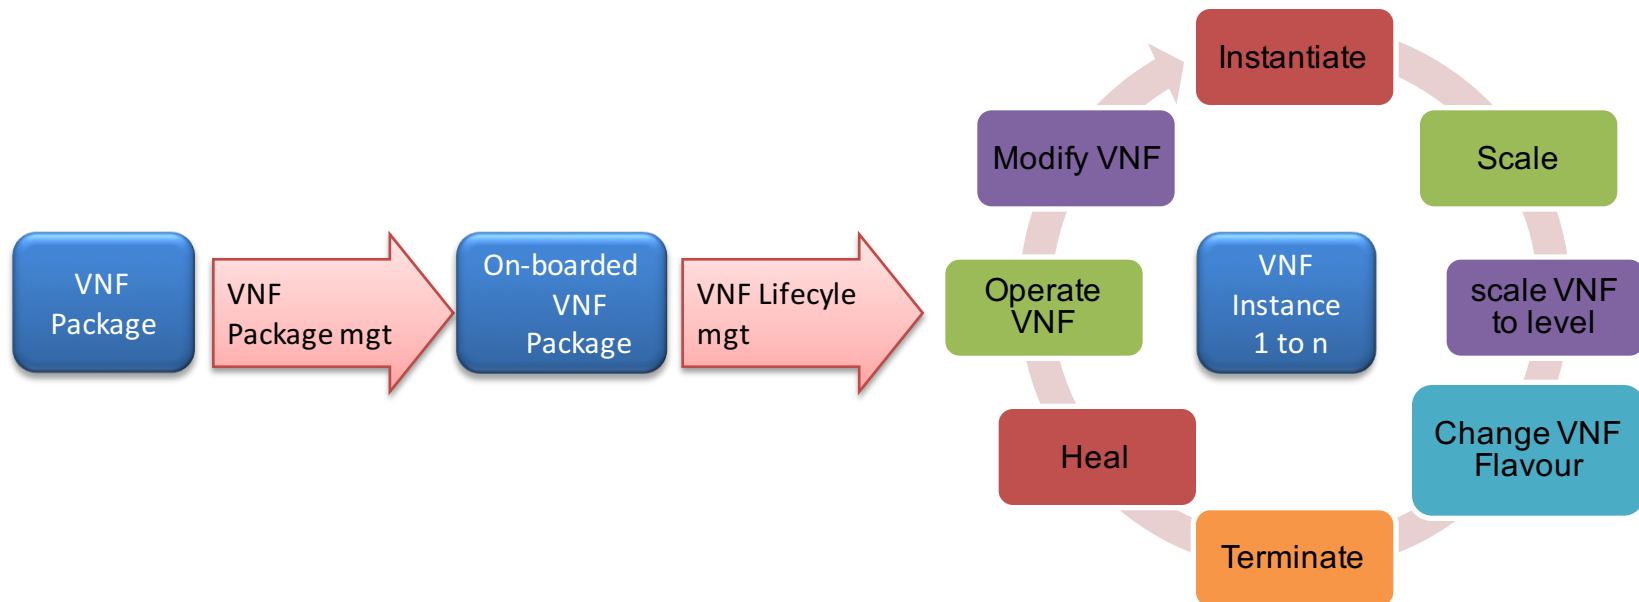 VNF
Package
VNF
Package mgt
On-boarded
VNF
Package
VNF Lifecyle
mgt
Instantiate
Scale
scale VNF
to level
Change VNF
Flavour
Terminate
Heal
Operate
VNF
Modify VNF
VNF
Instance
1 to n